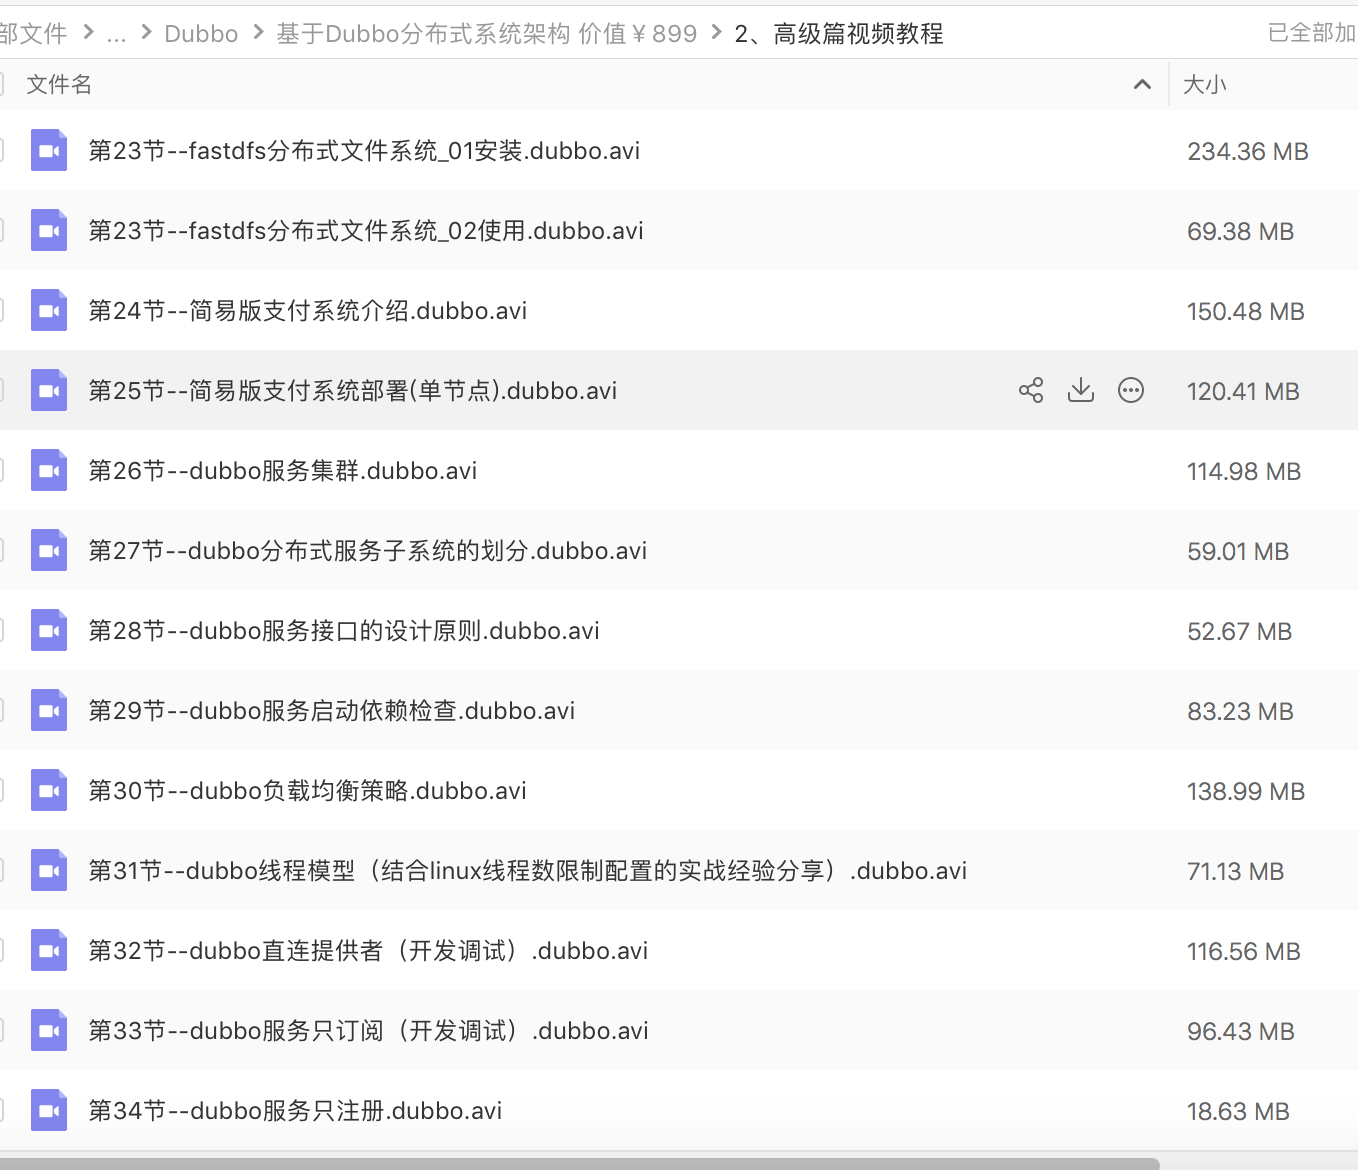 部文件 > ... > Dubbo > 基于Dubbo分布式系统架构 价值￥899 > 2、高级篇视频教程 已全部加
文件名 大小
第23节--fastdfs分布式文件系统_01安装.dubbo.avi 234.36 MB
第23节--fastdfs分布式文件系统_02使用.dubbo.avi 69.38 MB
第24节--简易版支付系统介绍.dubbo.avi 150.48 MB
第25节--简易版支付系统部署(单节点).dubbo.avi 120.41 MB
第26节--dubbo服务集群.dubbo.avi 114.98 MB
第27节--dubbo分布式服务子系统的划分.dubbo.avi 59.01 MB
第28节--dubbo服务接口的设计原则.dubbo.avi 52.67 MB
第29节--dubbo服务启动依赖检查.dubbo.avi 83.23 MB
第30节--dubbo负载均衡策略.dubbo.avi 138.99 MB
第31节--dubbo线程模型（结合linux线程数限制配置的实战经验分享）.dubbo.avi 71.13 MB
第32节--dubbo直连提供者（开发调试）.dubbo.avi 116.56 MB
第33节--dubbo服务只订阅（开发调试）.dubbo.avi 96.43 MB
第34节--dubbo服务只注册.dubbo.avi 18.63 MB